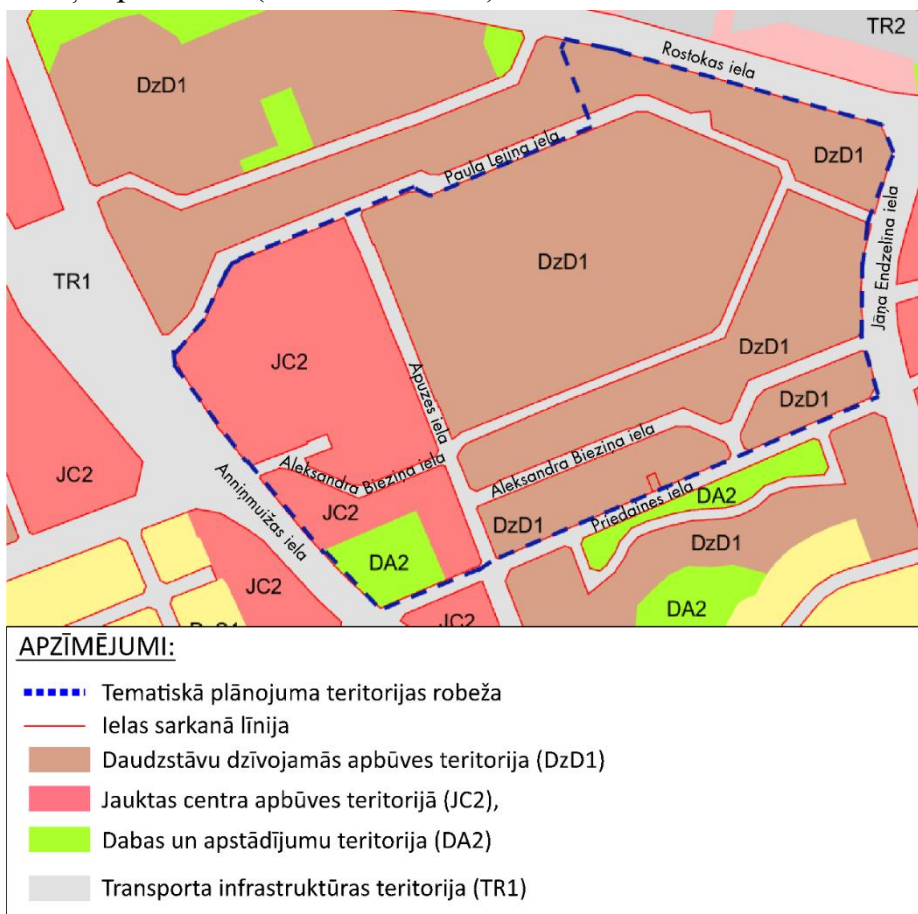 TR2
Rostokas iela
DzD1
DzD1
Paula Lejiņa iela
DzD1
TR1
Jāņa Endzelīna iela
JC2
Apuzes iela
DzD1
DzD1
JC2
Aleksandra Biezinа iela
Aleksandra Biezinа iela
Anniņmuižas iela
JC2
DzD1
Priedaines iela
DA2
DA2
DzD1
JC2
DA2
JC2
APZĪMĒJUMI:
Tematiskā plānojuma teritorijas robeža
Ielas sarkanā līnija
Daudzstāvu dzīvojamās apbūves teritorija (DzD1)
Jauktas centra apbūves teritorijā (JC2),
Dabas un apstādījumu teritorija (DA2)
Transporta infrastruktūras teritorija (TR1)